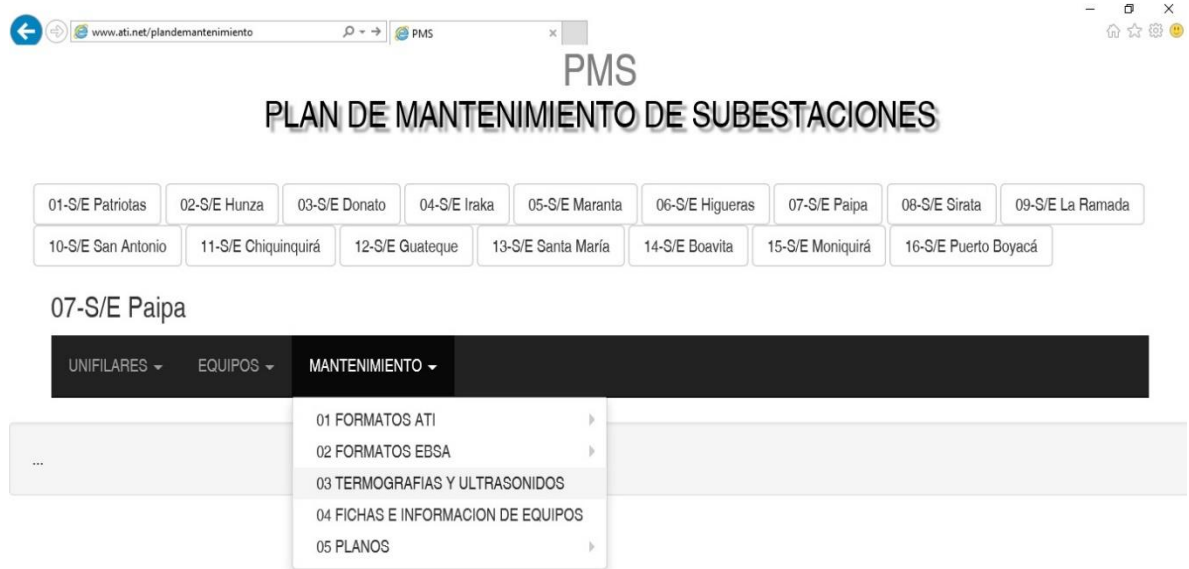 www.ati.net/plandemantenimiento PMS
PMS
PLAN DE MANTENIMIENTO DE SUBESTACIONES
01-S/E Patriotas 02-S/E Hunza 03-S/E Donato 04-S/E Iraka 05-S/E Maranta 06-S/E Higueras 07-S/E Paipa 08-S/E Sirata 09-S/E La Ramada
10-S/E San Antonio 11-S/E Chiquinquirá 12-S/E Guateque 13-S/E Santa María 14-S/E Boavita 15-S/E Moniquirá 16-S/E Puerto Boyacá
07-S/E Paipa
UNIFILARES EQUIPOS MANTENIMIENTO
01 FORMATOS ATI
02 FORMATOS EBSA
...
03 TERMOGRAFIAS Y ULTRASONIDOS
04 FICHAS E INFORMACION DE EQUIPOS
05 PLANOS